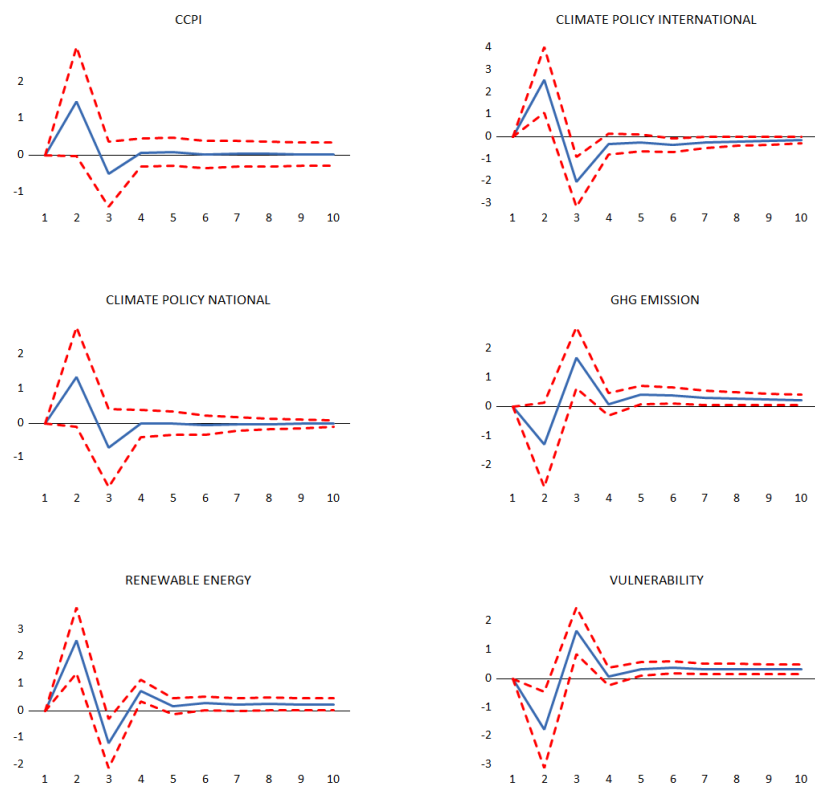 CCPI
2
1
0
-1
1 2 3 4 5 6 7 8 9 10
CLIMATE POLICY INTERNATIONAL
4
3
2
1
0
-1
-2
-3
1 2 3 4 5 6 7 8 9 10
CLIMATE POLICY NATIONAL
2
1
0
-1
1 2 3 4 5 6 7 8 9 10
GHG EMISSION
2
1
0
-1
-2
1 2 3 4 5 6 7 8 9 10
RENEWABLE ENERGY
3
2
1
0
-1
-2
1 2 3 4 5 6 7 8 9 10
VULNERABILITY
2
1
0
-1
-2
-3
1 2 3 4 5 6 7 8 9 10